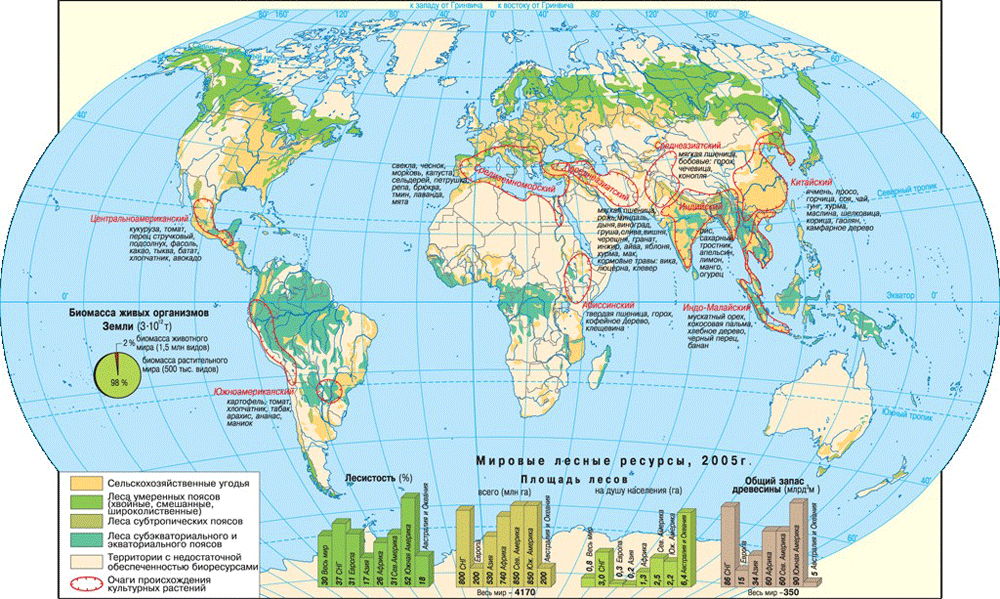 к западу от Гринвича
к востоку от Гринвича
80°
160°
120°
80°
40°
0°
40°
80°
120°
160°
80°
40°
40°
Среднеазиатский
мягкая пшеница,
бобовые: горох,
чечевица,
конопля
свекла, чеснок,
морковь, капуста,
сельдерей, петрушка,
репа, брюква,
тмин, лаванда,
мята
Средиземноморский
Переднеазиатский
Китайский
ячмень, просо,
горчица, соя, чай,
тунг, хурма,
маслина, шелковица,
корица, гаолян,
камфарное дерево
Северный тропик
Индийский
рис,
сахарный
тростник,
апельсин,
лимон,
манго,
огурец
мягкая пшеница,
рожь, миндаль,
дыня, виноград,
груша, слива, вишня,
черешня, гранат,
инжир, айва, яблоня,
хурма, мак,
кормовые травы: вика,
люцерна, клевер
Центральноамериканский
кукуруза, томат,
перец стручковый,
подсолнух, фасоль,
какао, тыква, батат,
хлопчатник, авокадо
0°
0°
Экватор
0°
Абиссинский
твердая пшеница, горох,
кофейное дерево,
клещевина
Индо-Малайский
мускатный орех,
кокосовая пальма,
хлебное дерево,
черный перец,
банан
Биомасса живых организмов
Земли (3·10¹² т)
2 %
биомасса животного
мира (1,5 млн видов)
биомасса растительного
мира (500 тыс. видов)
98 %
Южноамериканский
картофель, томат,
хлопчатник, табак,
арахис, ананас,
маниок
Южный тропик
40°
40°
Сельскохозяйственные угодья
Леса умеренных поясов
(хвойные, смешанные,
широколиственные)
Леса субтропических поясов
Леса субэкваториального и
экваториального поясов
Территории с недостаточной
обеспеченностью биоресурсами
Очаги происхождения
культурных растений
Мировые лесные ресурсы, 2005г.
Лесистость (%)
30 Весь мир
37 СНГ
31 Европа
17 Азия
26 Африка
31 Сев. Америка
52 Южная Америка
18 Австралия и Океания
Площадь лесов
всего (млн га)
800 СНГ
200 Европа
530 Азия
740 Африка
850 Сев. Америка
850 Юж. Америка
200 Австралия и Океания
Весь мир - 4170
на душу населения (га)
0,8 Весь мир
3,0 СНГ
0,3 Европа
0,2 Азия
1,3 Африка
2,5 Сев. Америка
2,2 Юж. Америка
6,4 Австралия и Океания
Общий запас
древесины (млрд м³)
86 СНГ
15 Европа
34 Азия
60 Африка
60 Сев. Америка
90 Южная Америка
5 Австралия и Океания
Весь мир -350